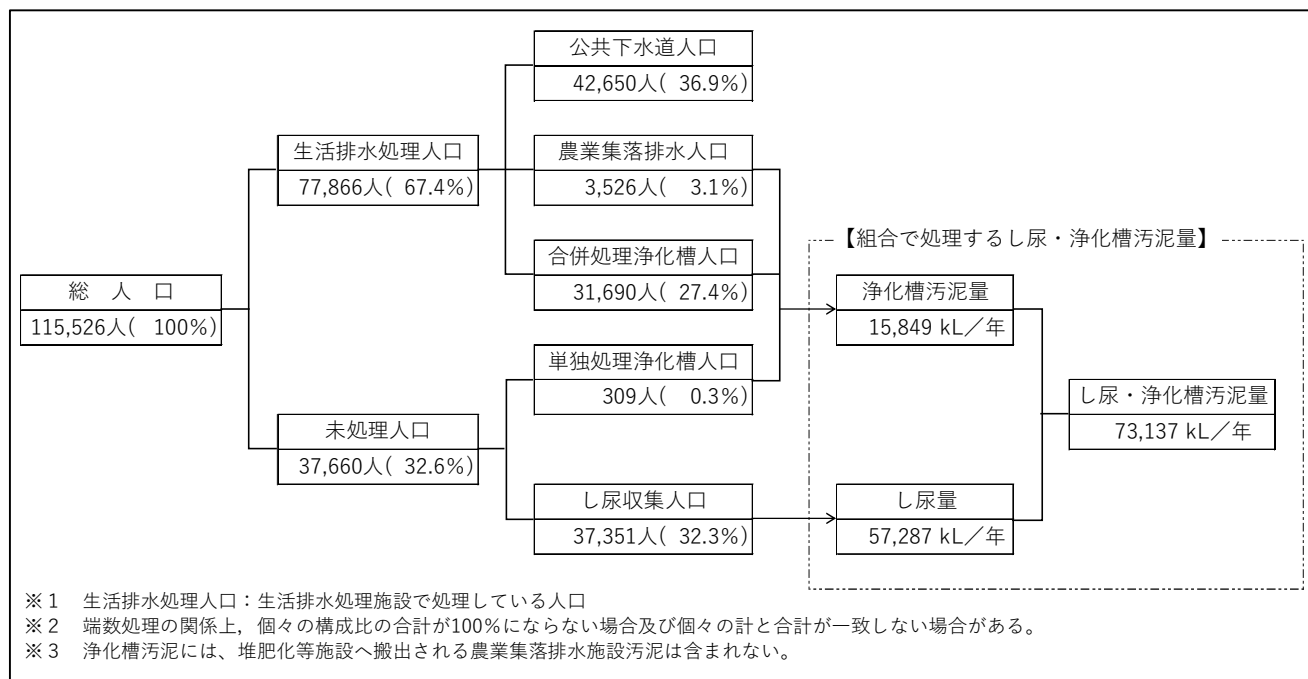 公共下水道人口
42,650人( 36.9%)
生活排水処理人口
77,866人( 67.4%)
農業集落排水人口
3,526人( 3.1%)
【組合で処理するし尿・浄化槽汚泥量】
合併処理浄化槽人口
31,690人( 27.4%)
総 人 口
115,526人( 100%)
浄化槽汚泥量
15,849 kL／年
単独処理浄化槽人口
309人( 0.3%)
し尿・浄化槽汚泥量
73,137 kL／年
未処理人口
37,660人( 32.6%)
し尿収集人口
37,351人( 32.3%)
し尿量
57,287 kL／年
※１ 生活排水処理人口：生活排水処理施設で処理している人口
※２ 端数処理の関係上，個々の構成比の合計が100％にならない場合及び個々の計と合計が一致しない場合がある。
※３ 浄化槽汚泥には、堆肥化等施設へ搬出される農業集落排水施設汚泥は含まれない。